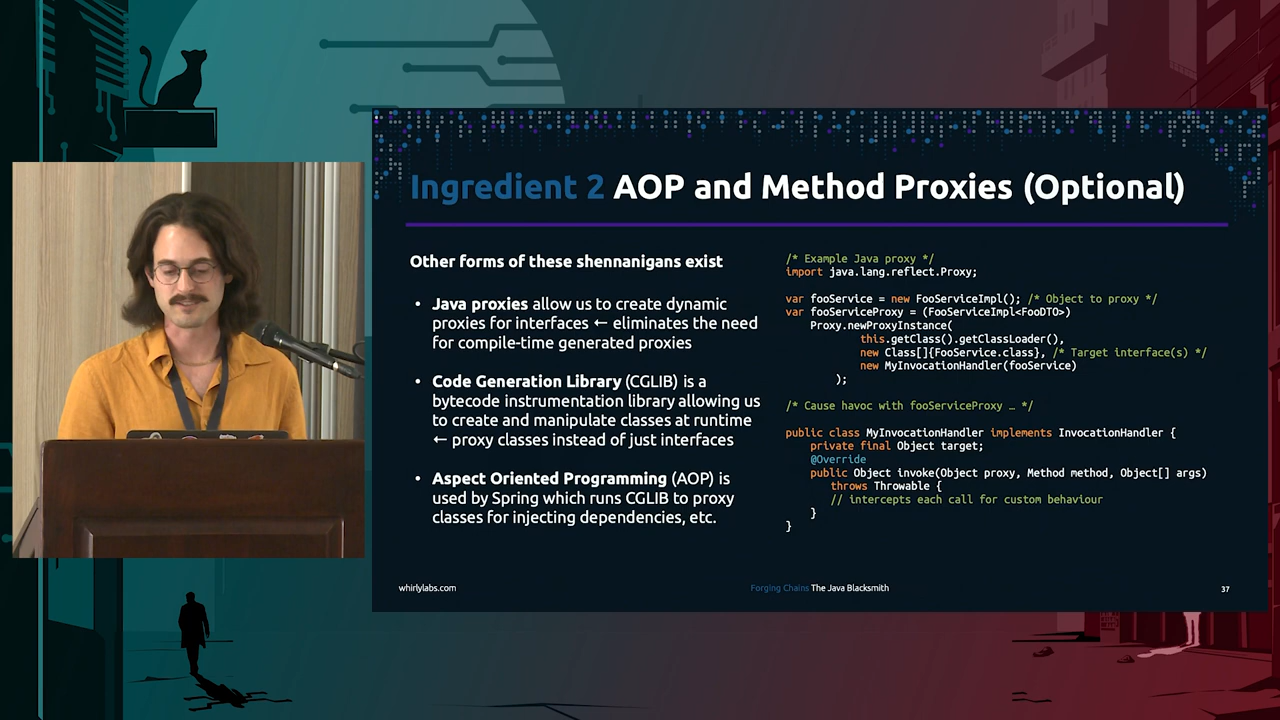 Ingredient 2 AOP and Method Proxies (Optional)
Other forms of these shennanigans exist
• Java proxies allow us to create dynamic
proxies for interfaces ← eliminates the need
for compile-time generated proxies
• Code Generation Library (CGLIB) is a
bytecode instrumentation library allowing us
to create and manipulate classes at runtime
← proxy classes instead of just interfaces
• Aspect Oriented Programming (AOP) is
used by Spring which runs CGLIB to proxy
classes for injecting dependencies, etc.
/* Example Java proxy */
import java.lang.reflect.Proxy;
var fooService = new FooServiceImpl(); /* Object to proxy */
var fooServiceProxy = (FooServiceImpl<FooDTO>)
Proxy.newProxyInstance(
this.getClass().getClassLoader(),
new Class[]{FooService.class}, /* Target interface(s) */
new MyInvocationHandler(fooService)
);
/* Cause havoc with fooServiceProxy … */
public class MyInvocationHandler implements InvocationHandler {
private final Object target;
@Override
public Object invoke(Object proxy, Method method, Object[] args)
throws Throwable {
// intercepts each call for custom behaviour
}
}
whirlylabs.com
Forging Chains The Java Blacksmith
37